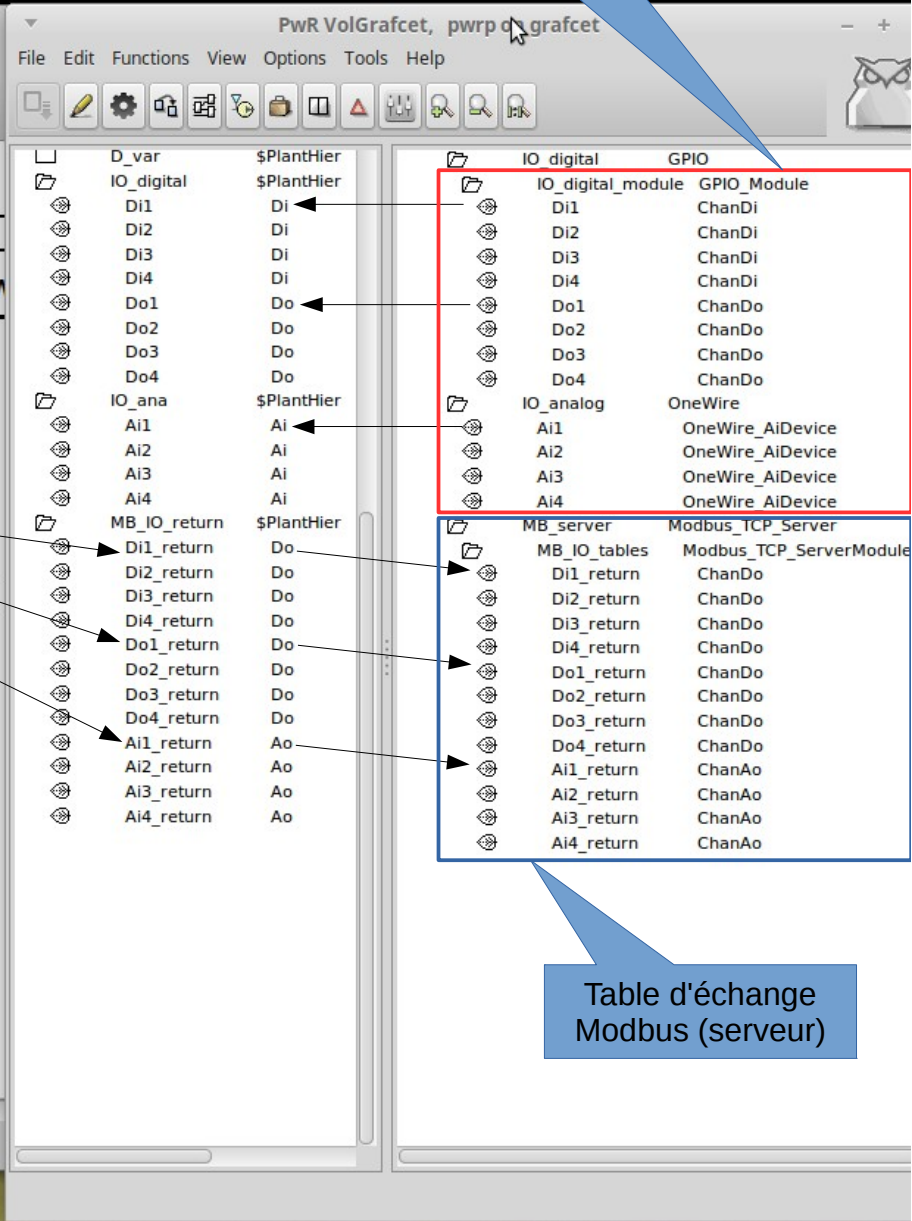 PwR VolGrafcet, pwrp on grafcet
File Edit Functions View Options Tools Help
D_var $PlantHier
IO_digital $PlantHier
Di1 Di
Di2 Di
Di3 Di
Di4 Di
Do1 Do
Do2 Do
Do3 Do
Do4 Do
IO_ana $PlantHier
Ai1 Ai
Ai2 Ai
Ai3 Ai
Ai4 Ai
MB_IO_return $PlantHier
Di1_return Do
Di2_return Do
Di3_return Do
Di4_return Do
Do1_return Do
Do2_return Do
Do3_return Do
Do4_return Do
Ai1_return Ao
Ai2_return Ao
Ai3_return Ao
Ai4_return Ao
IO_digital GPIO
IO_digital_module GPIO_Module
Di1 ChanDi
Di2 ChanDi
Di3 ChanDi
Di4 ChanDi
Do1 ChanDo
Do2 ChanDo
Do3 ChanDo
Do4 ChanDo
IO_analog OneWire
Ai1 OneWire_AiDevice
Ai2 OneWire_AiDevice
Ai3 OneWire_AiDevice
Ai4 OneWire_AiDevice
MB_server Modbus_TCP_Server
MB_IO_tables Modbus_TCP_ServerModule
Di1_return ChanDo
Di2_return ChanDo
Di3_return ChanDo
Di4_return ChanDo
Do1_return ChanDo
Do2_return ChanDo
Do3_return ChanDo
Do4_return ChanDo
Ai1_return ChanAo
Ai2_return ChanAo
Ai3_return ChanAo
Ai4_return ChanAo
Table d'échange
Modbus (serveur)